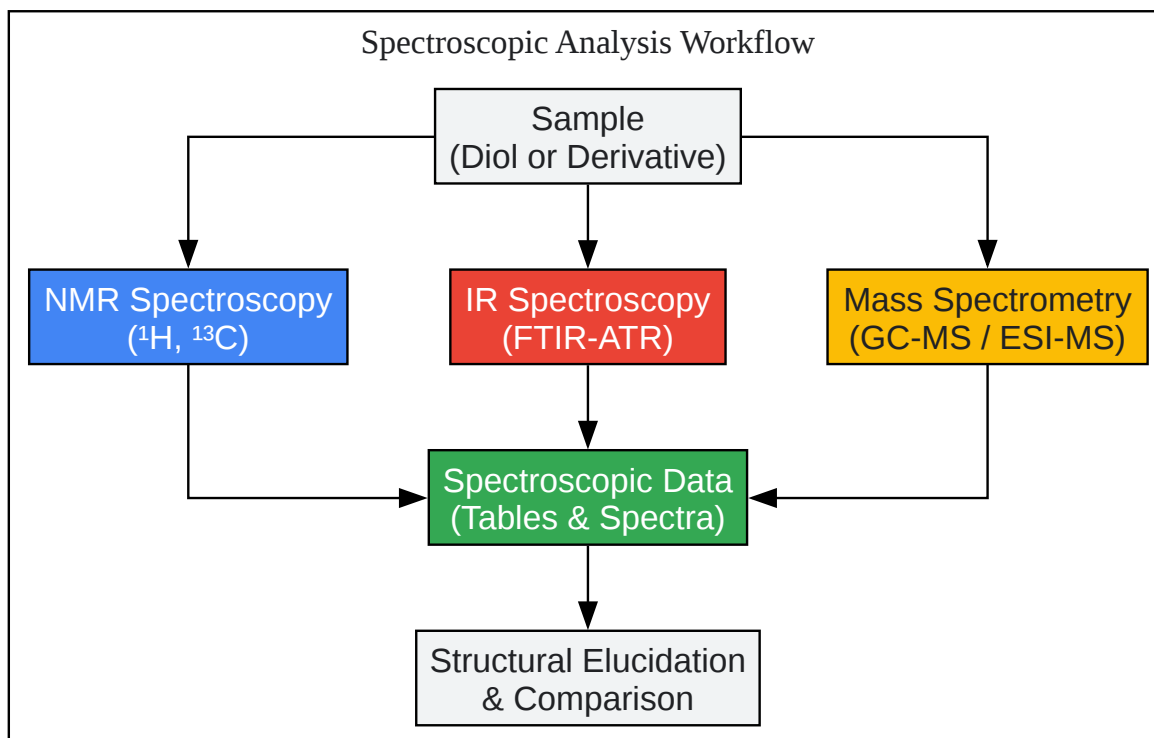 Spectroscopic Analysis Workflow
Sample
(Diol or Derivative)
NMR Spectroscopy
(¹H, ¹³C)
IR Spectroscopy
(FTIR-ATR)
Mass Spectrometry
(GC-MS / ESI-MS)
Spectroscopic Data
(Tables & Spectra)
Structural Elucidation
& Comparison